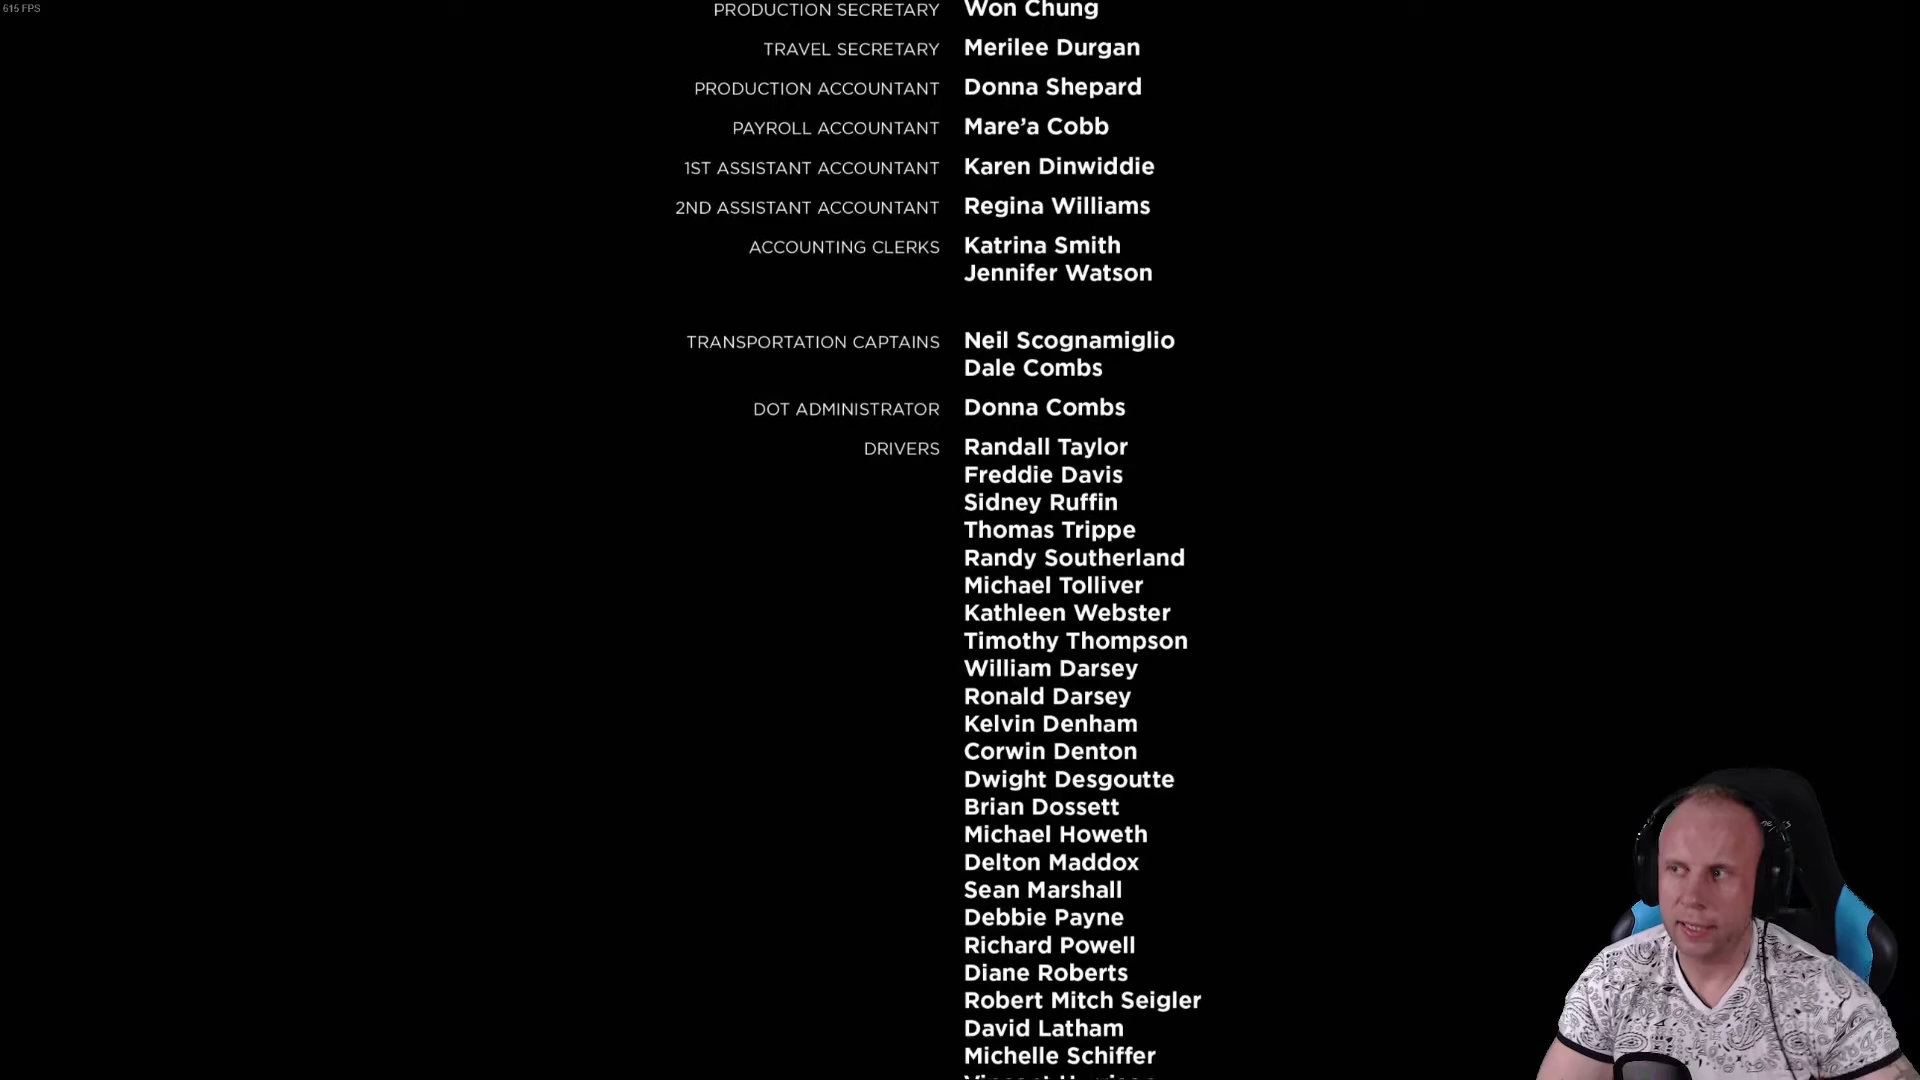 615 FPS
PRODUCTION SECRETARY Won Chung
TRAVEL SECRETARY Merilee Durgan
PRODUCTION ACCOUNTANT Donna Shepard
PAYROLL ACCOUNTANT Mare’a Cobb
1ST ASSISTANT ACCOUNTANT Karen Dinwiddie
2ND ASSISTANT ACCOUNTANT Regina Williams
ACCOUNTING CLERKS Katrina Smith
Jennifer Watson
TRANSPORTATION CAPTAINS Neil Scognamiglio
Dale Combs
DOT ADMINISTRATOR Donna Combs
DRIVERS Randall Taylor
Freddie Davis
Sidney Ruffin
Thomas Trippe
Randy Southerland
Michael Tolliver
Kathleen Webster
Timothy Thompson
William Darsey
Ronald Darsey
Kelvin Denham
Corwin Denton
Dwight Desgoutte
Brian Dossett
Michael Howeth
Delton Maddox
Sean Marshall
Debbie Payne
Richard Powell
Diane Roberts
Robert Mitch Seigler
David Latham
Michelle Schiffer